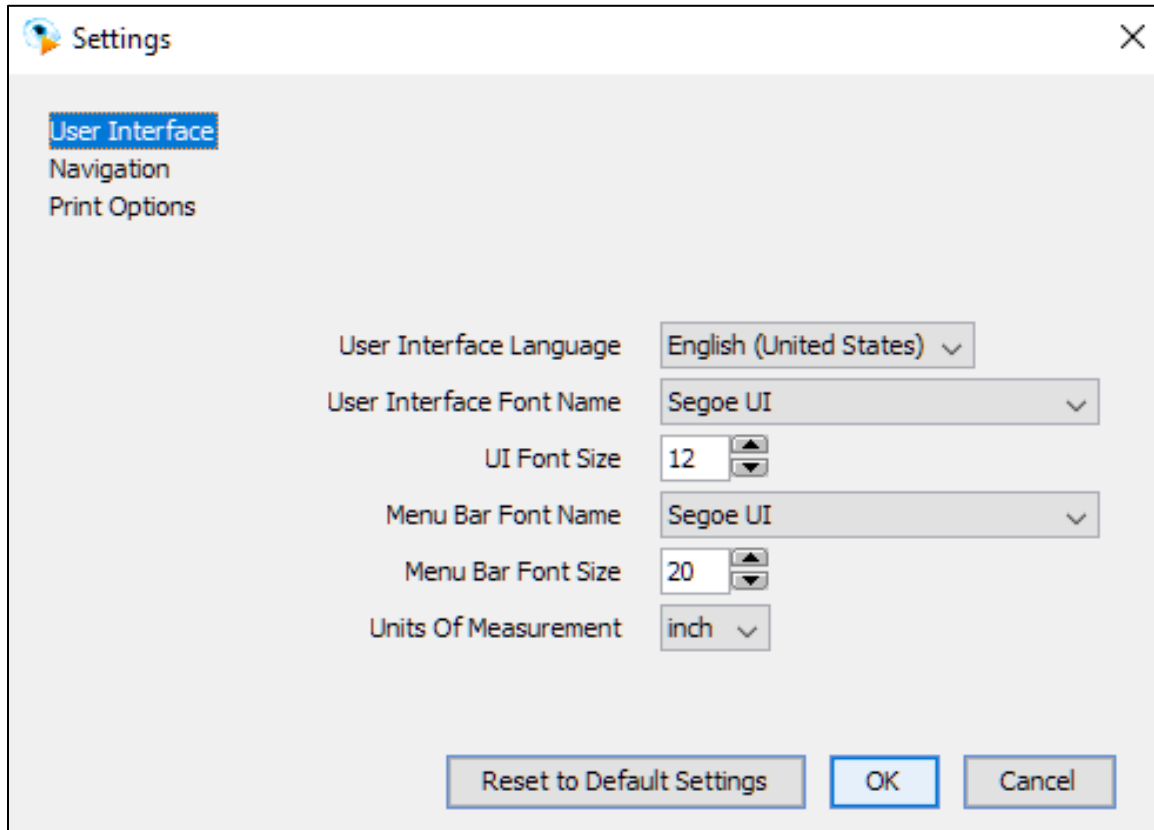 Settings
User Interface
Navigation
Print Options
User Interface Language English (United States)
User Interface Font Name Segoe UI
UI Font Size 12
Menu Bar Font Name Segoe UI
Menu Bar Font Size 20
Units Of Measurement inch
Reset to Default Settings OK Cancel